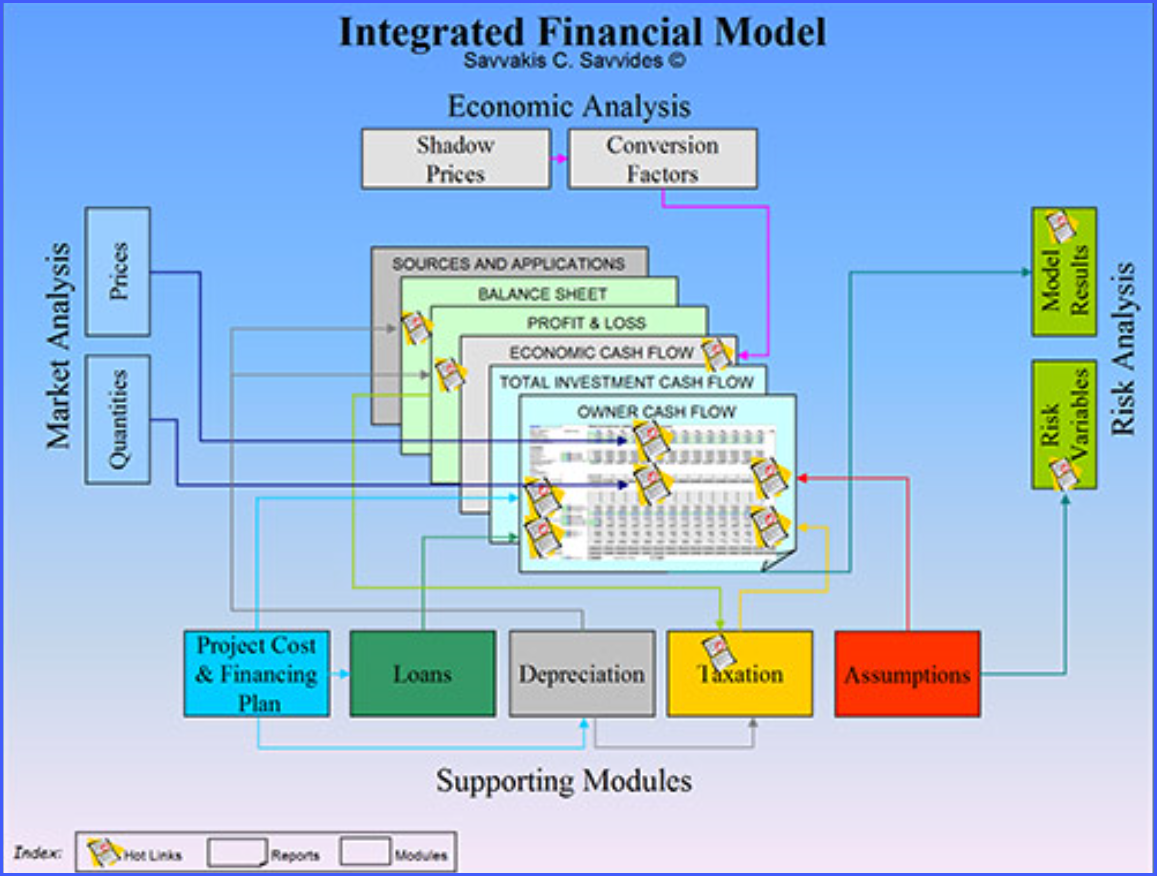 Integrated Financial Model
Savvakis C. Savvides ©
Economic Analysis
Shadow
Prices
Conversion
Factors
Market Analysis
Prices
Quantities
SOURCES AND APPLICATIONS
BALANCE SHEET
PROFIT & LOSS
ECONOMIC CASH FLOW
TOTAL INVESTMENT CASH FLOW
OWNER CASH FLOW
Model
Results
Risk
Variables
Risk Analysis
Project Cost
& Financing
Plan
Loans
Depreciation
Taxation
Assumptions
Supporting Modules
Index:
Hot Links
Reports
Modules